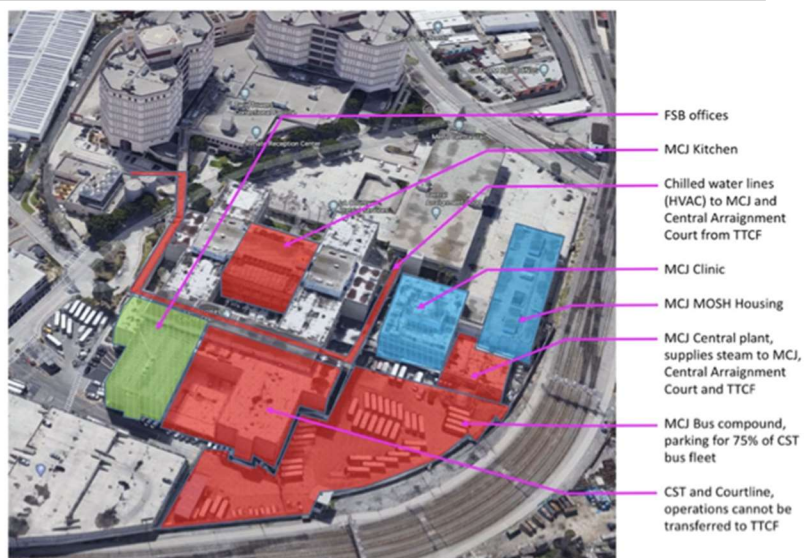 FSB offices
MCJ Kitchen
Chilled water lines
(HVAC) to MCJ and
Central Arraignment
Court from TTCF
MCJ Clinic
MCJ MOSH Housing
MCJ Central plant,
supplies steam to MCJ,
Central Arraignment
Court and TTCF
MCJ Bus compound,
parking for 75% of CST
bus fleet
CST and Courtline,
operations cannot be
transferred to TTCF
Reception Center